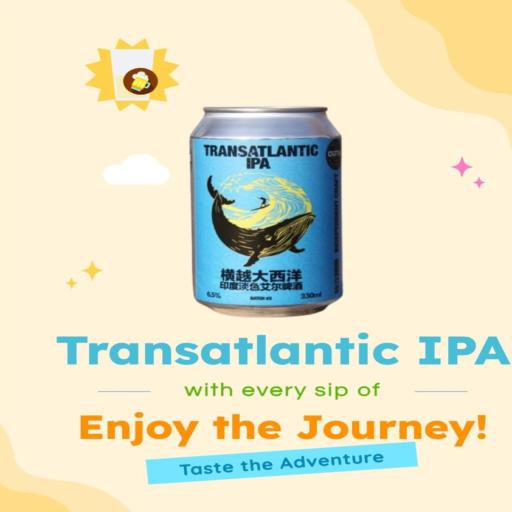 TRANSATLANTIC
IPA
横越大西洋
印度淡色艾尔啤酒
6.5%
330ml
Transatlantic IPA
with every sip of
Enjoy the Journey!
Taste the Adventure